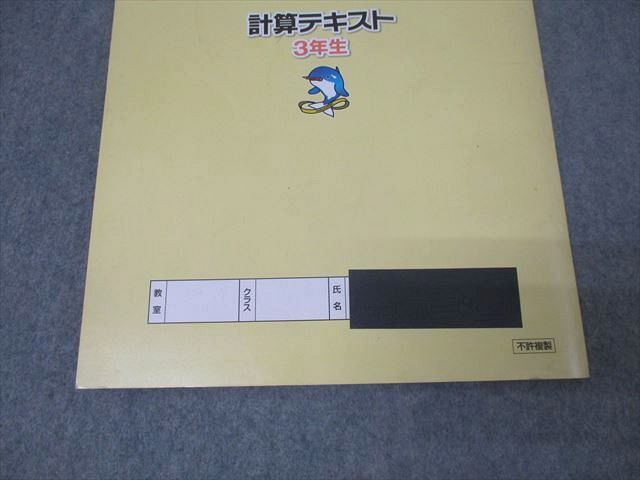 計算テキスト
3年生
教室
クラス
氏名
不許複製